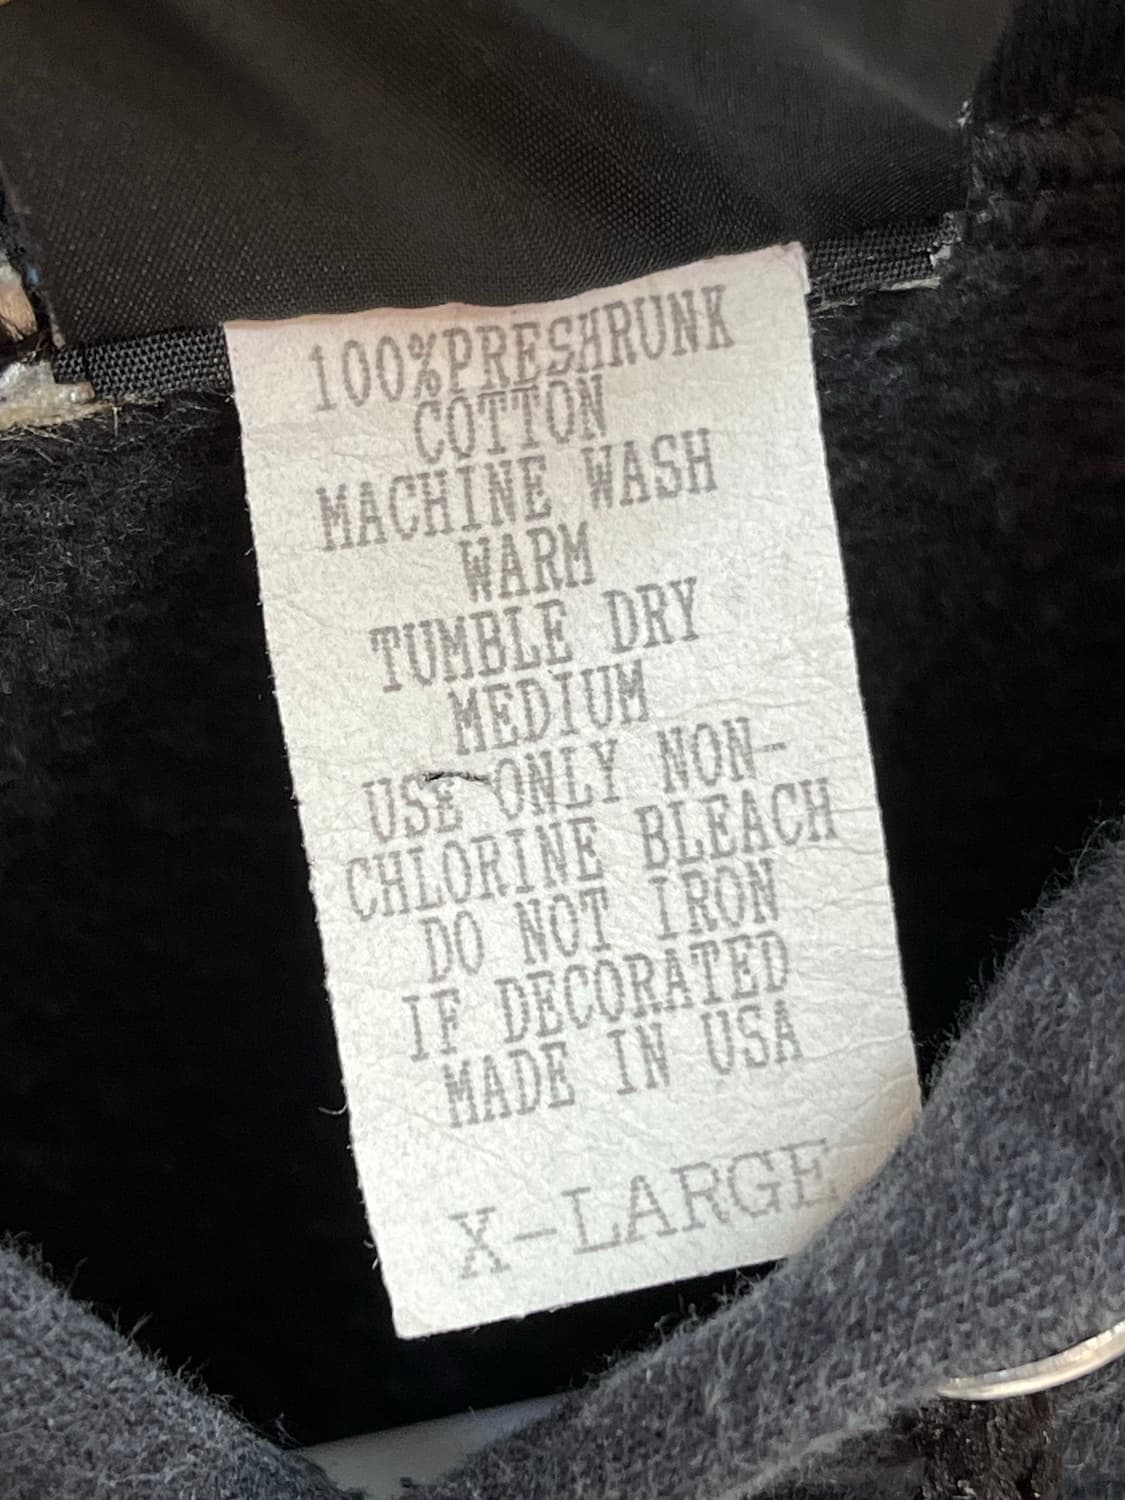 100%PRESHRUNK
COTTON
MACHINE WASH
WARM
TUMBLE DRY
MEDIUM
USE ONLY NON-
CHLORINE BLEACH
DO NOT IRON
IF DECORATED
MADE IN USA
X-LARGE